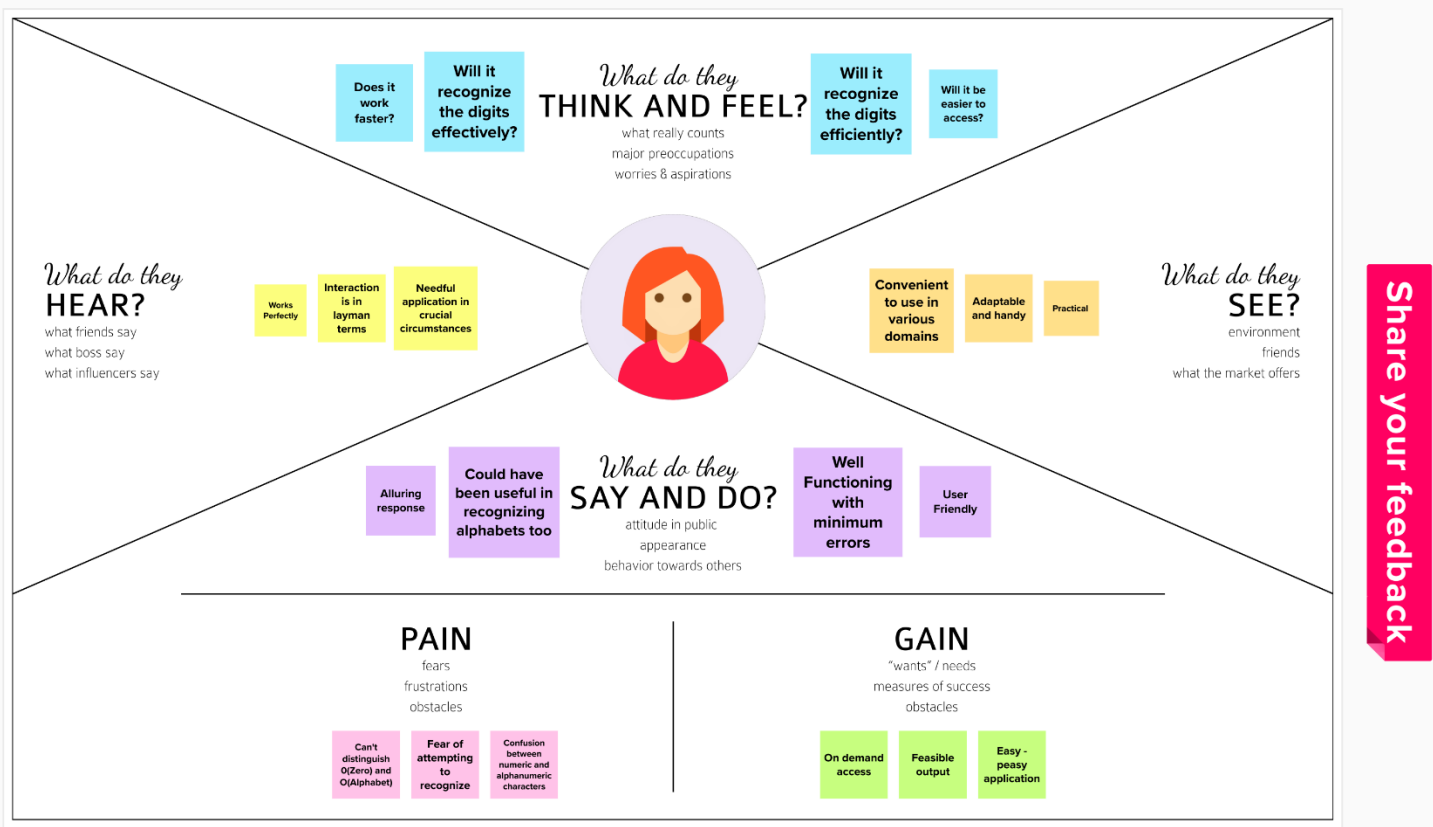 Does it
work
faster?
Will it
recognize
the digits
effectively?
What do they
THINK AND FEEL?
what really counts
major preoccupations
worries & aspirations
Will it
recognize
the digits
efficiently?
Will it be
easier to
access?
What do they
HEAR?
what friends say
what boss say
what influencers say
Works
Perfectly
Interaction
is in
layman
terms
Needful
application in
crucial
circumstances
Convenient
to use in
various
domains
Adaptable
and handy
Practical
What do they
SEE?
environment
friends
what the market offers
Alluring
response
Could have
been useful in
recognizing
alphabets too
What do they
SAY AND DO?
attitude in public
appearance
behavior towards others
Well
Functioning
with
minimum
errors
User
Friendly
PAIN
fears
frustrations
obstacles
Can't
distinguish
0(Zero) and
O(Alphabet)
Fear of
attempting
to
recognize
Confusion
between
numeric and
alphanumeric
characters
GAIN
"wants" / needs
measures of success
obstacles
On demand
access
Feasible
output
Easy -
peasy
application
Share your feedback